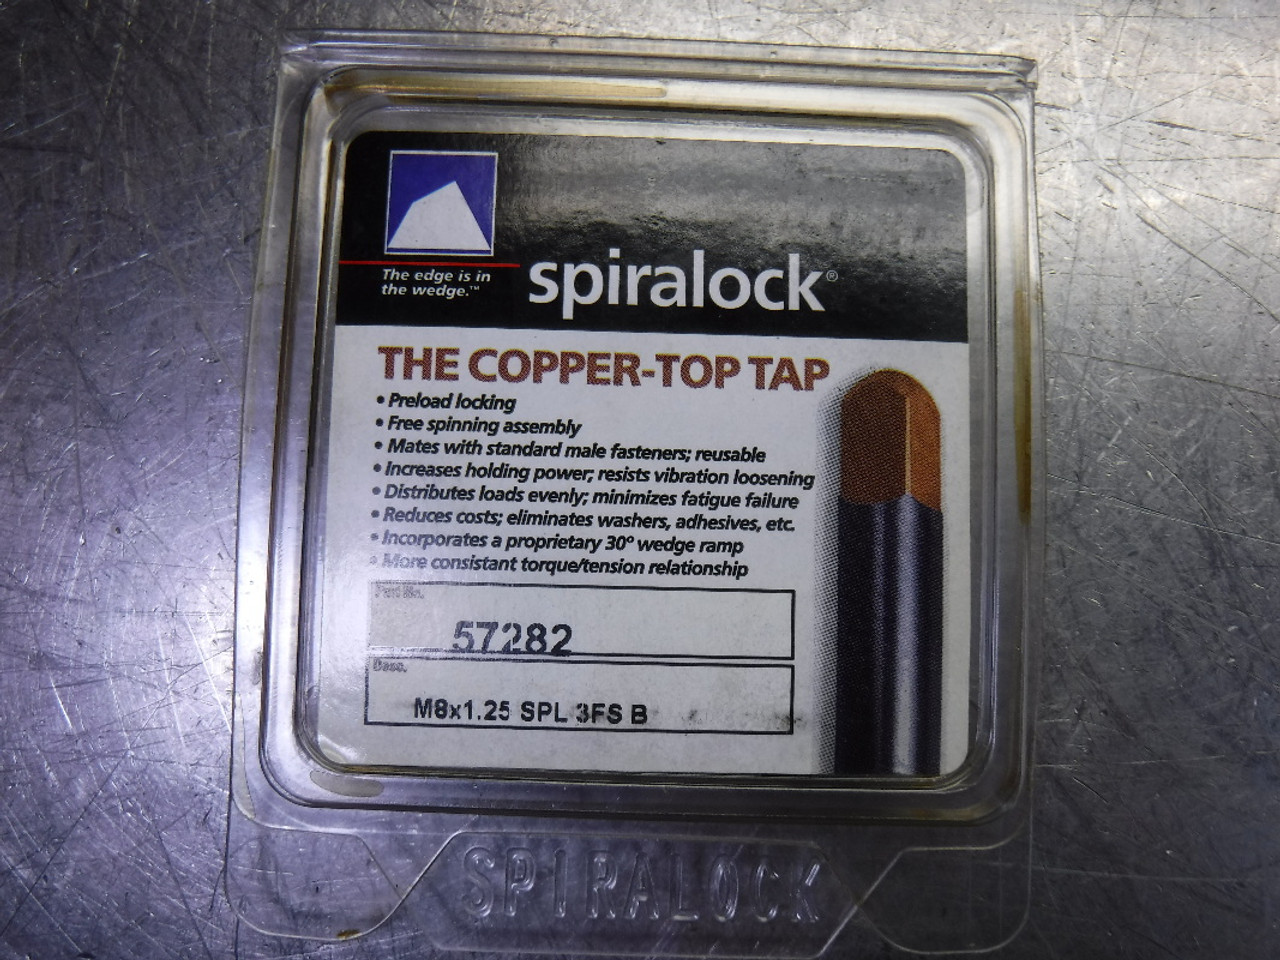 The edge is in
the wedge.™
spiralock®
THE COPPER-TOP TAP
• Preload locking
• Free spinning assembly
• Mates with standard male fasteners; reusable
• Increases holding power; resists vibration loosening
• Distributes loads evenly; minimizes fatigue failure
• Reduces costs; eliminates washers, adhesives, etc.
• Incorporates a proprietary 30° wedge ramp
• More consistant torque/tension relationship
Part No.
57282
Desc.
M8x1.25 SPL 3FS B
SPIRALOCK